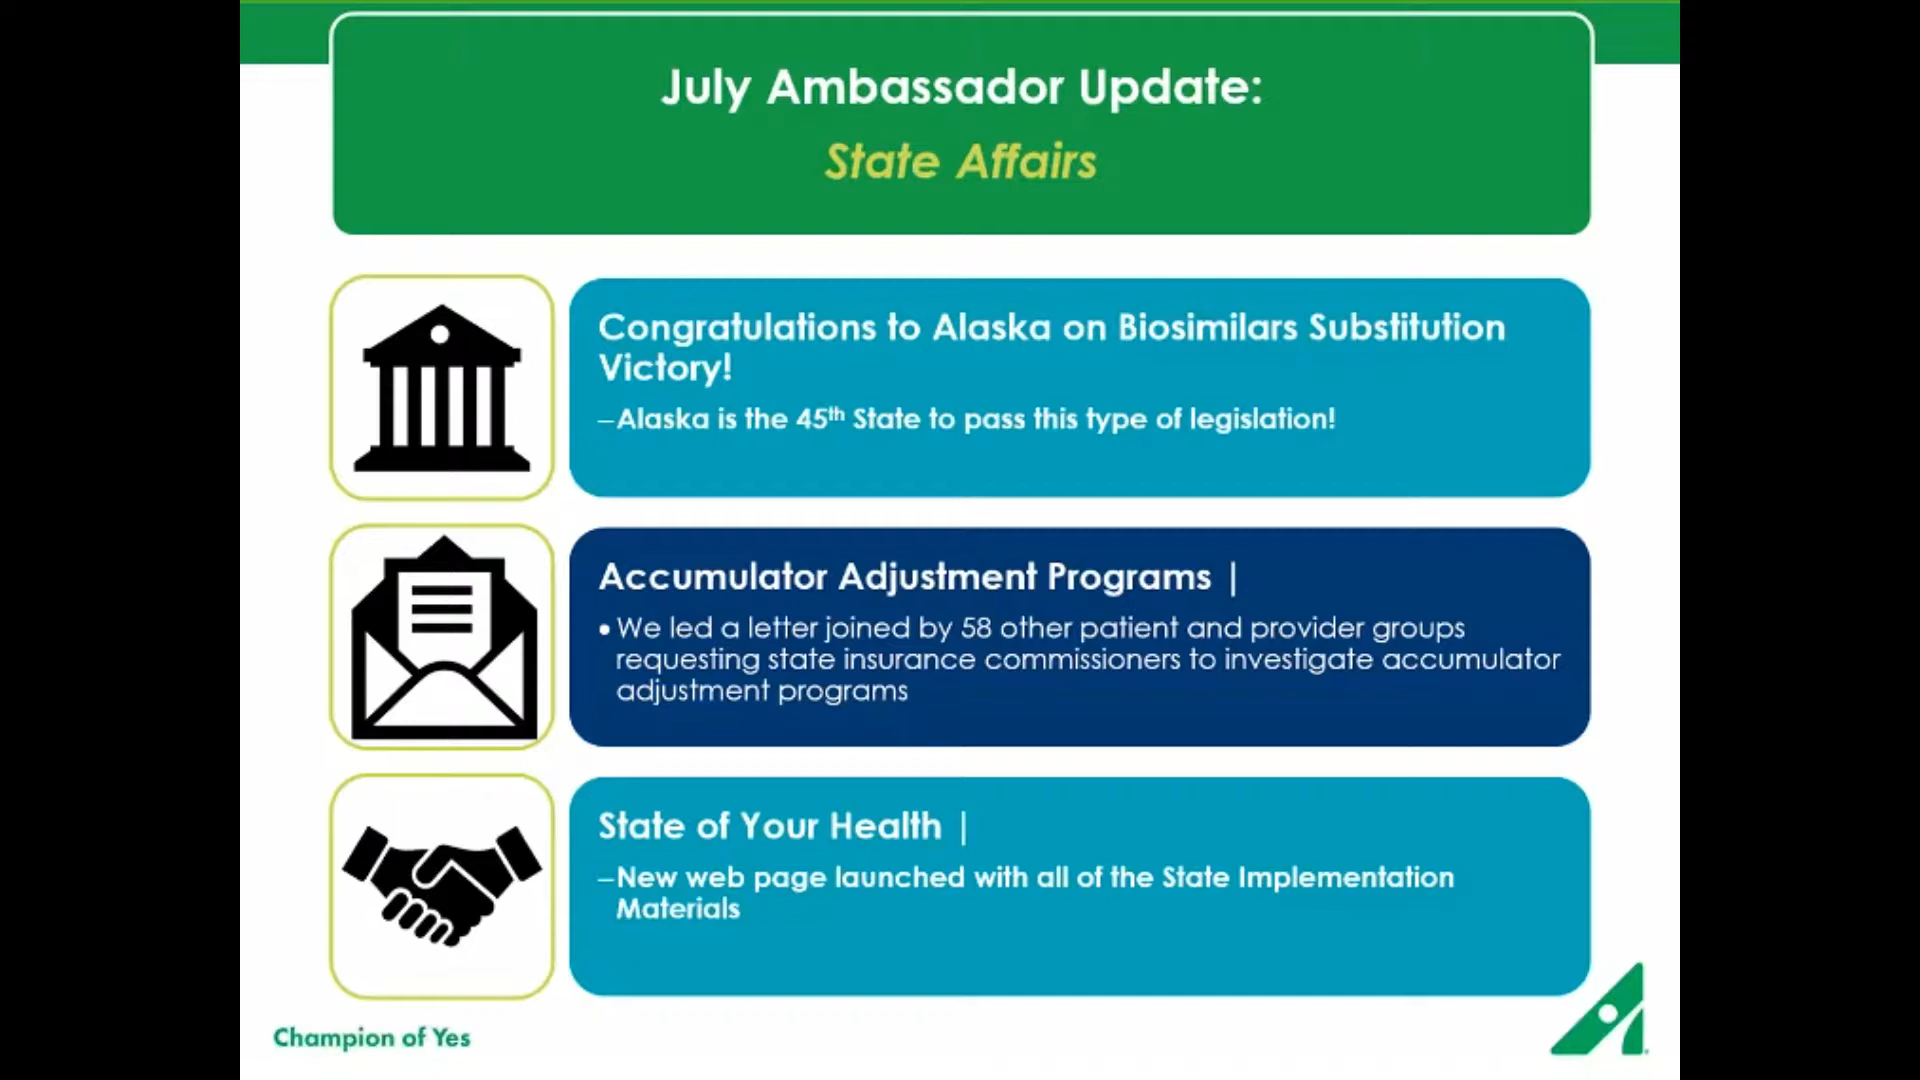 July Ambassador Update:
State Affairs
Congratulations to Alaska on Biosimilars Substitution
Victory!
–Alaska is the 45th State to pass this type of legislation!
Accumulator Adjustment Programs |
• We led a letter joined by 58 other patient and provider groups
requesting state insurance commissioners to investigate accumulator
adjustment programs
State of Your Health |
–New web page launched with all of the State Implementation
Materials
Champion of Yes